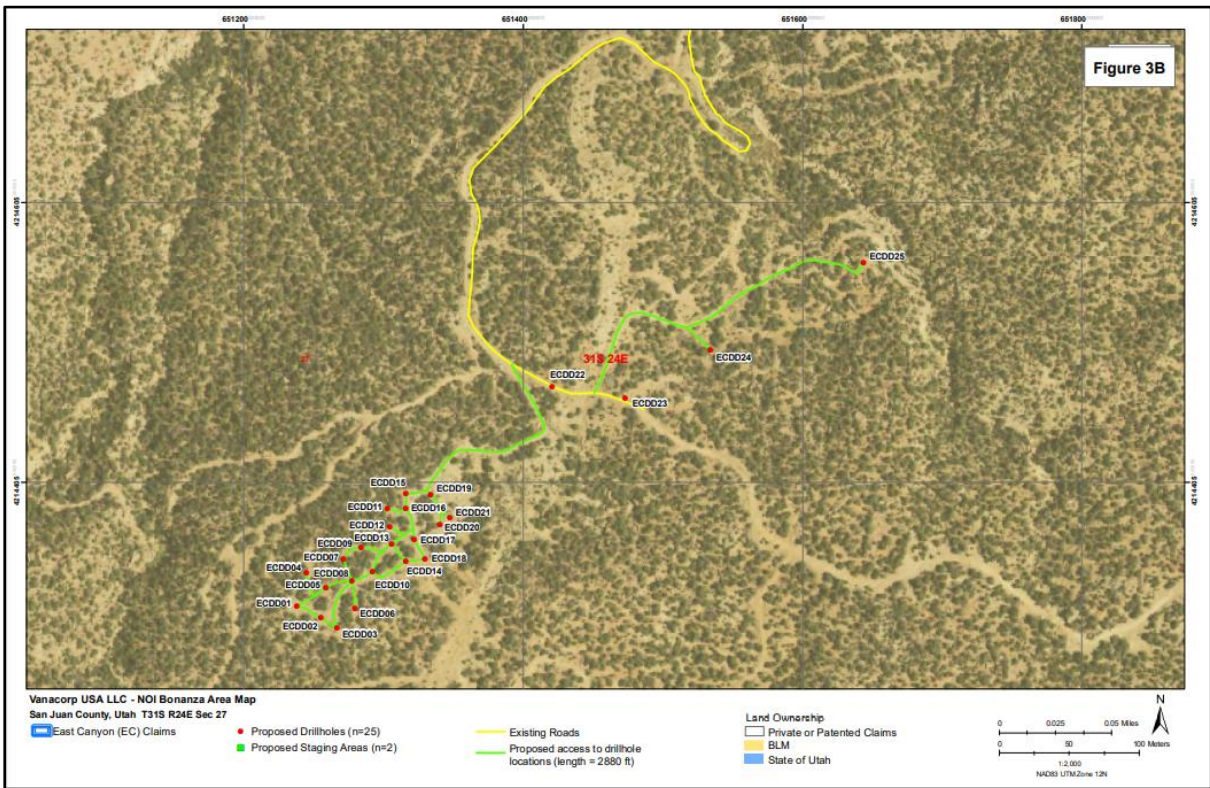 651200
651400
651600
651800
Figure 3B
4214605
4214605
ECDD25
27
31S 24E
ECDD24
ECDD22
ECDD23
4214405
4214405
ECDD15
ECDD19
ECDD11
ECDD16
ECDD21
ECDD12
ECDD20
ECDD13
ECDD17
ECDD09
ECDD07
ECDD18
ECDD04
ECDD08
ECDD14
ECDD05
ECDD10
ECDD01
ECDD06
ECDD02
ECDD03
Vanacorp USA LLC - NOI Bonanza Area Map
San Juan County, Utah T31S R24E Sec 27
East Canyon (EC) Claims
Proposed Drillholes (n=25)
Proposed Staging Areas (n=2)
Existing Roads
Proposed access to drillhole
locations (length = 2880 ft)
Land Ownership
Private or Patented Claims
BLM
State of Utah
N
0 0.025 0.05 Miles
0 50 100 Meters
1:2,000
NAD83 UTM Zone 12N